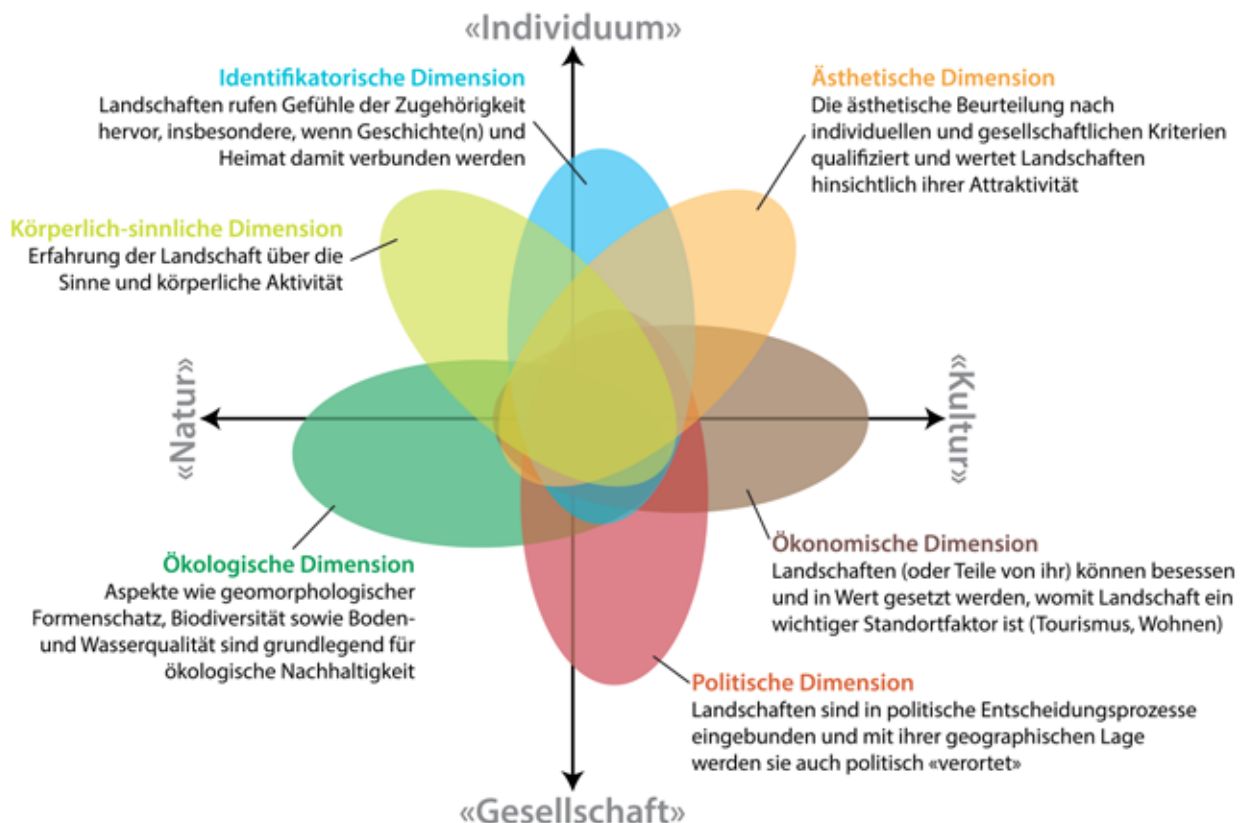 «Individuum»
Identifikatorische Dimension
Landschaften rufen Gefühle der Zugehörigkeit
hervor, insbesondere, wenn Geschichte(n) und
Heimat damit verbunden werden
Ästhetische Dimension
Die ästhetische Beurteilung nach
individuellen und gesellschaftlichen Kriterien
qualifiziert und wertet Landschaften
hinsichtlich ihrer Attraktivität
Körperlich-sinnliche Dimension
Erfahrung der Landschaft über die
Sinne und körperliche Aktivität
«Natur»
«Kultur»
Ökologische Dimension
Aspekte wie geomorphologischer
Formenschatz, Biodiversität sowie Boden-
und Wasserqualität sind grundlegend für
ökologische Nachhaltigkeit
Ökonomische Dimension
Landschaften (oder Teile von ihr) können besessen
und in Wert gesetzt werden, womit Landschaft ein
wichtiger Standortfaktor ist (Tourismus, Wohnen)
Politische Dimension
Landschaften sind in politische Entscheidungsprozesse
eingebunden und mit ihrer geographischen Lage
werden sie auch politisch «verortet»
«Gesellschaft»